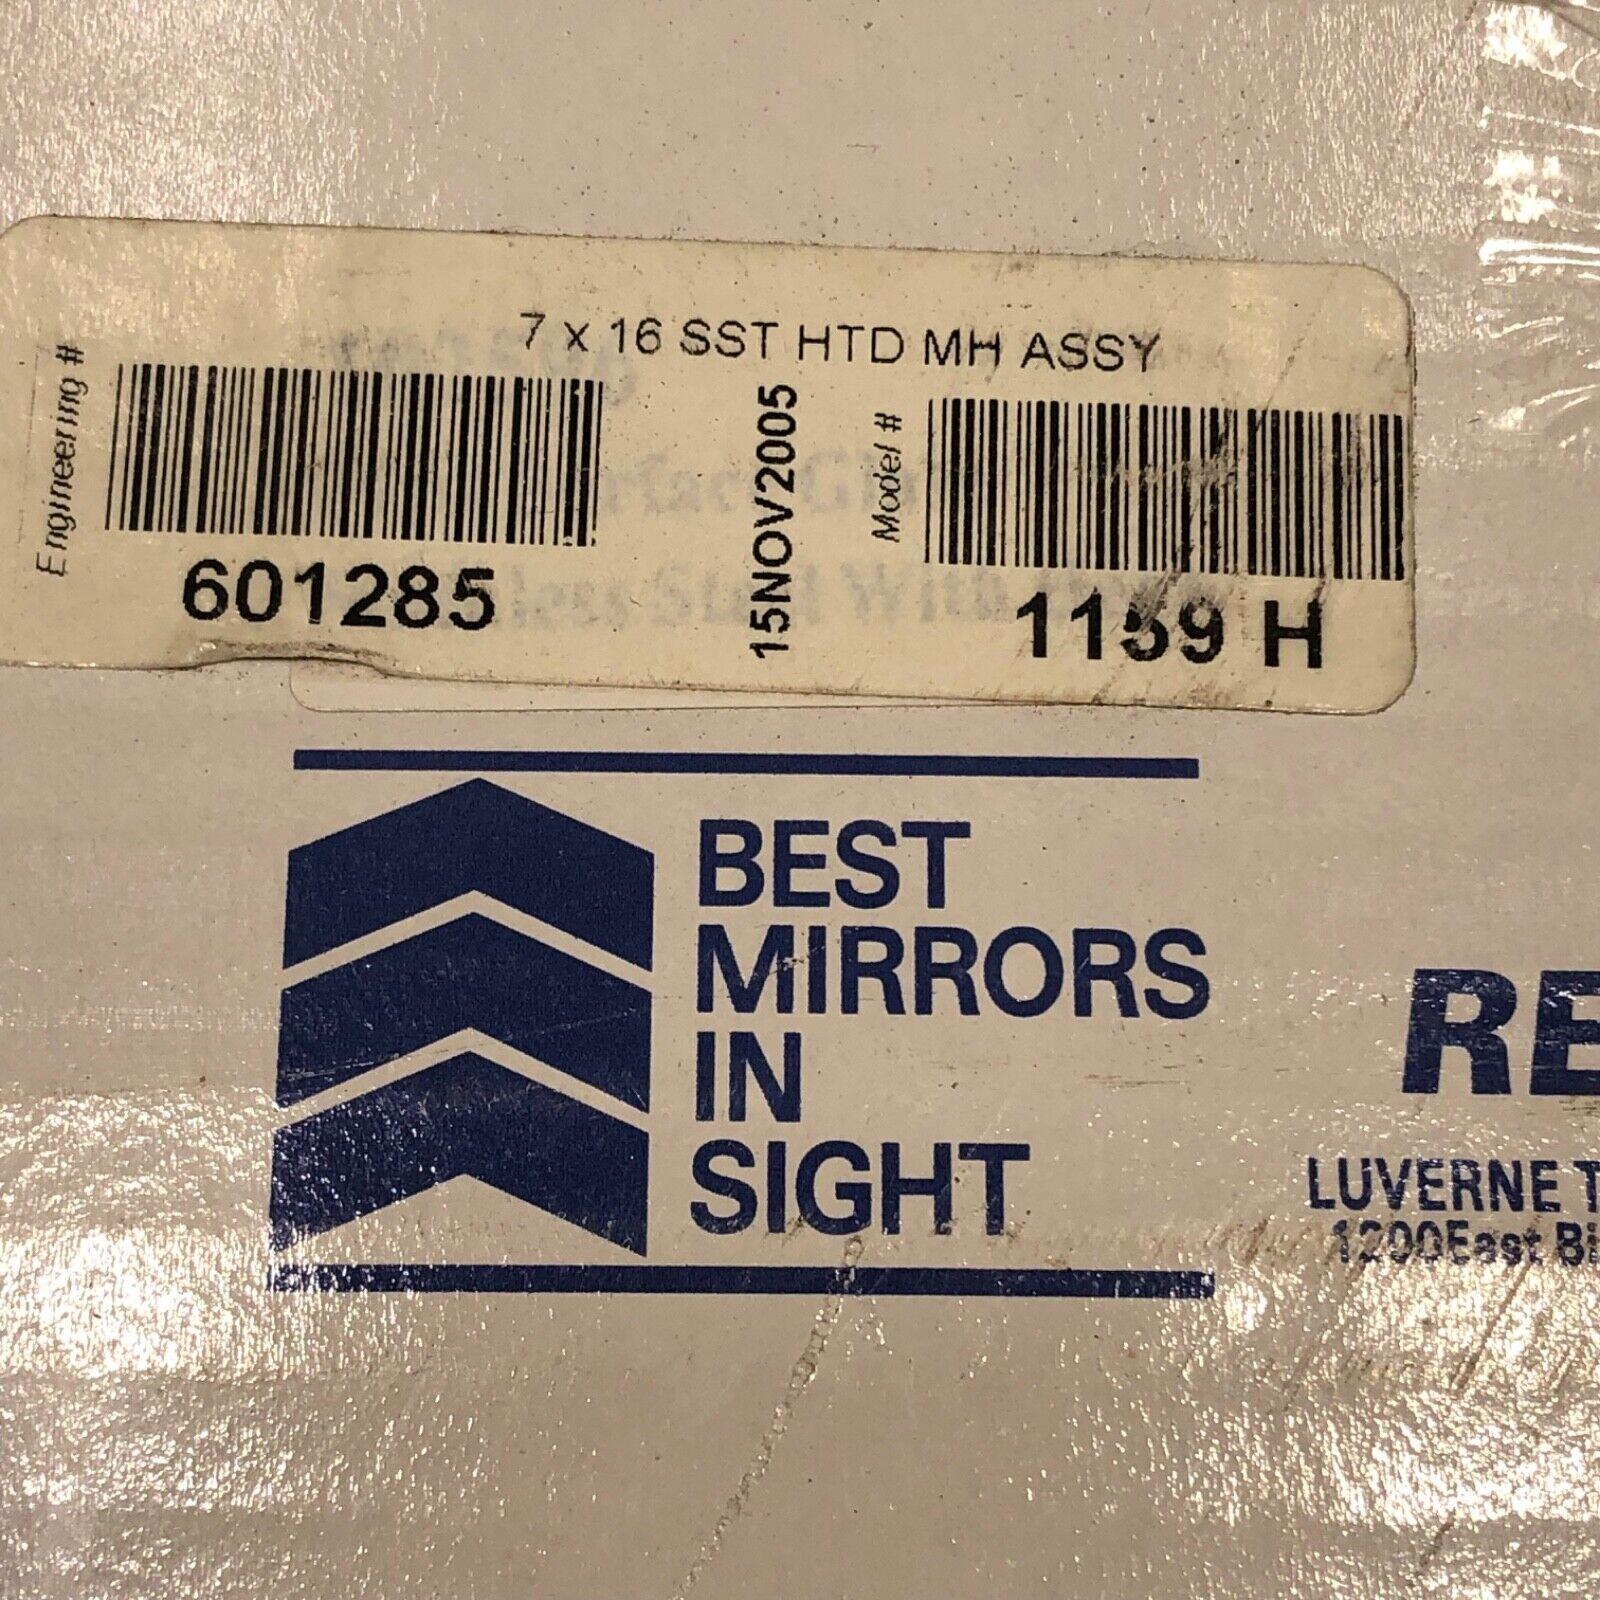 7 x 16 SST HTD MH ASSY
Engineering #
601285
15NOV2005
Model #
1159 H
BEST
MIRRORS
IN
SIGHT
RE
LUVERNE T
1200East Bi